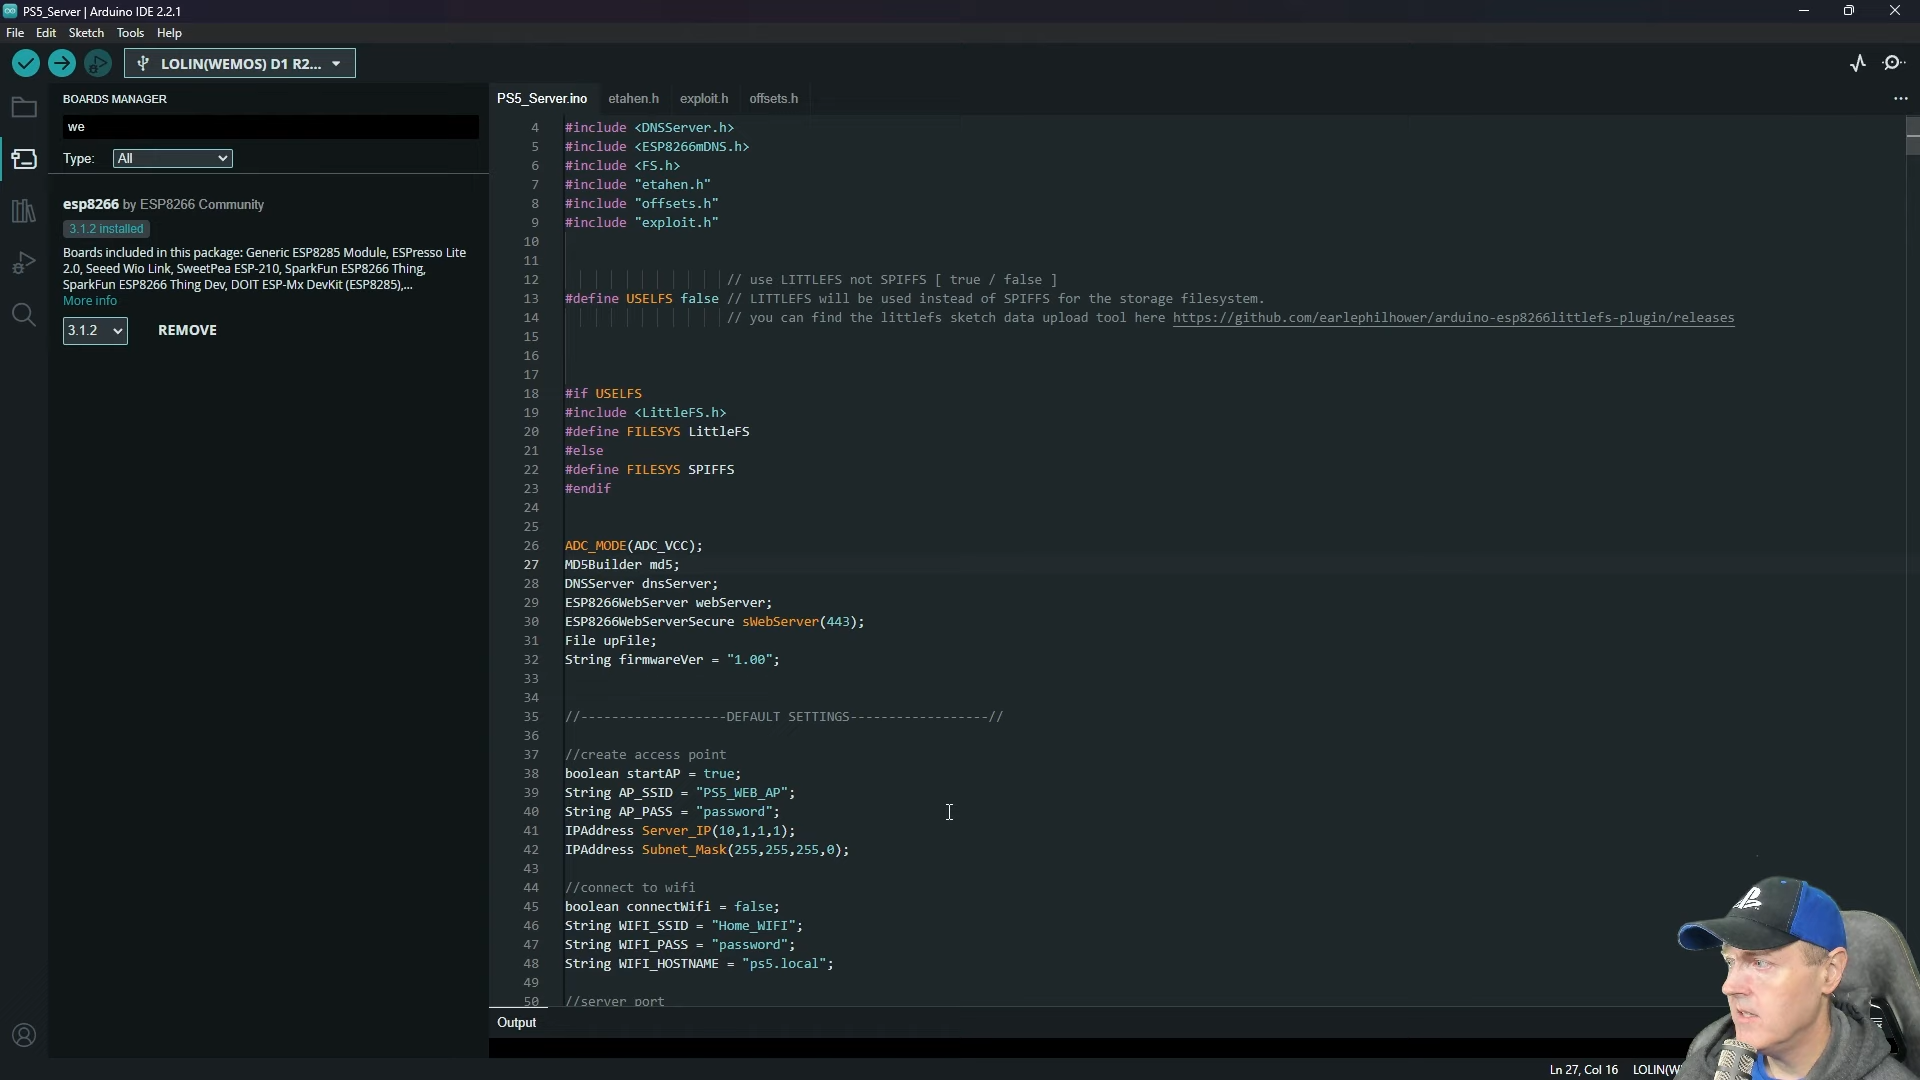 PS5_Server | Arduino IDE 2.2.1
File Edit Sketch Tools Help
LOLIN(WEMOS) D1 R2...
BOARDS MANAGER
we
Type: All
esp8266 by ESP8266 Community
3.1.2 installed
Boards included in this package: Generic ESP8285 Module, ESPresso Lite
2.0, Seeed Wio Link, SweetPea ESP-210, SparkFun ESP8266 Thing,
SparkFun ESP8266 Thing Dev, DOIT ESP-Mx DevKit (ESP8285),...
More info
3.1.2 REMOVE
PS5_Server.ino etahen.h exploit.h offsets.h
4 #include <DNSServer.h>
5 #include <ESP8266mDNS.h>
6 #include <FS.h>
7 #include "etahen.h"
8 #include "offsets.h"
9 #include "exploit.h"
10
11
12 // use LITTLEFS not SPIFFS [ true / false ]
13 #define USELFS false // LITTLEFS will be used instead of SPIFFS for the storage filesystem.
14 // you can find the littlefs sketch data upload tool here https://github.com/earlephilhower/arduino-esp8266littlefs-plugin/releases
15
16
17
18 #if USELFS
19 #include <LittleFS.h>
20 #define FILESYS LittleFS
21 #else
22 #define FILESYS SPIFFS
23 #endif
24
25
26 ADC_MODE(ADC_VCC);
27 MD5Builder md5;
28 DNSServer dnsServer;
29 ESP8266WebServer webServer;
30 ESP8266WebServerSecure sWebServer(443);
31 File upFile;
32 String firmwareVer = "1.00";
33
34
35 //-------------------DEFAULT SETTINGS------------------//
36
37 //create access point
38 boolean startAP = true;
39 String AP_SSID = "PS5_WEB_AP";
40 String AP_PASS = "password";
41 IPAddress Server_IP(10,1,1,1);
42 IPAddress Subnet_Mask(255,255,255,0);
43
44 //connect to wifi
45 boolean connectWifi = false;
46 String WIFI_SSID = "Home_WIFI";
47 String WIFI_PASS = "password";
48 String WIFI_HOSTNAME = "ps5.local";
49
50 //server port
Output
Ln 27, Col 16 LOLIN(W